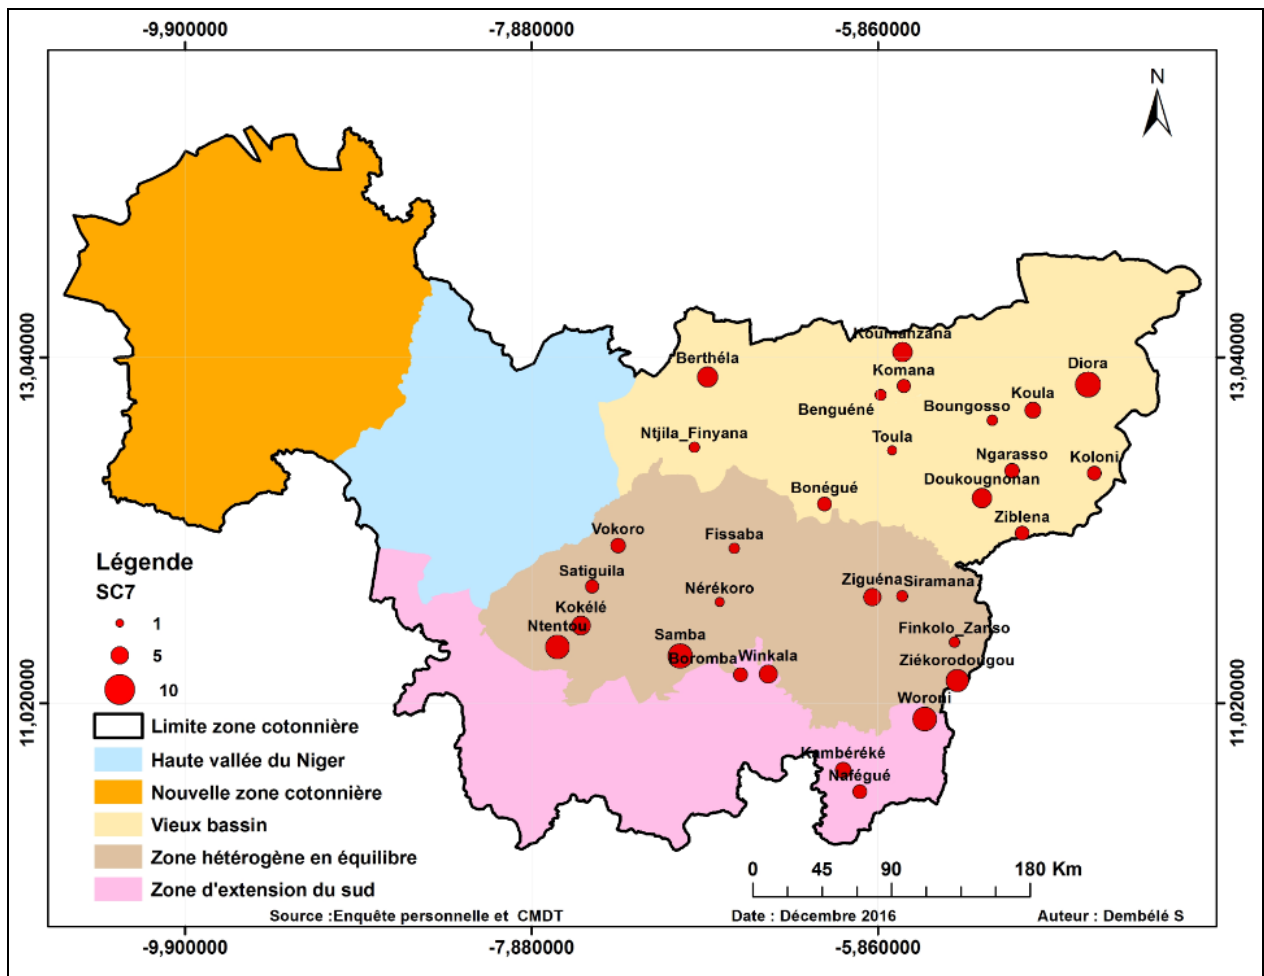 -9,900000 -7,880000 -5,860000
N
13,040000
13,040000
Koumanzana
Berthéla
Komana
Diora
Benguéné
Boungosso
Koula
Ntjila_Finyana
Toula
Ngarasso
Koloni
Doukougnonan
Bonégué
Ziblena
Vokoro
Fissaba
Satiguila
Ziguéna
Siramana
Nérékoro
Kokélé
Ntentou
Samba
Finkolo_Zanso
Boromba
Winkala
Ziékorodougou
Woroni
11,020000
11,020000
Kambéréké
Nafégué
Légende
SC7
1
5
10
Limite zone cotonnière
Haute vallée du Niger
Nouvelle zone cotonnière
Vieux bassin
Zone hétérogène en équilibre
Zone d'extension du sud
0 45 90 180 Km
Source :Enquête personnelle et CMDT Date : Décembre 2016 Auteur : Dembélé S
-9,900000 -7,880000 -5,860000